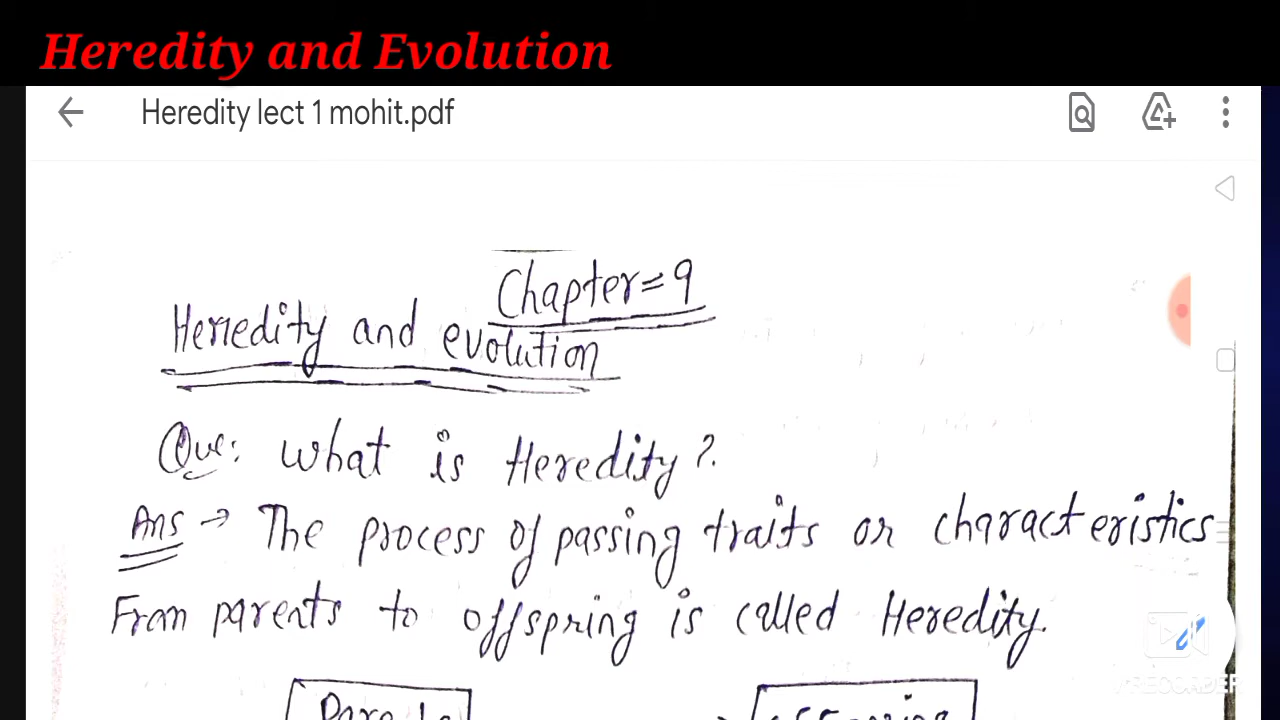 Heredity and Evolution
Heredity lect 1 mohit.pdf
Chapter = 9
Heredity and evolution
Que: What is Heredity?
Ans → The process of passing traits or characteristics
From parents to offspring is called Heredity.
V RECORDER